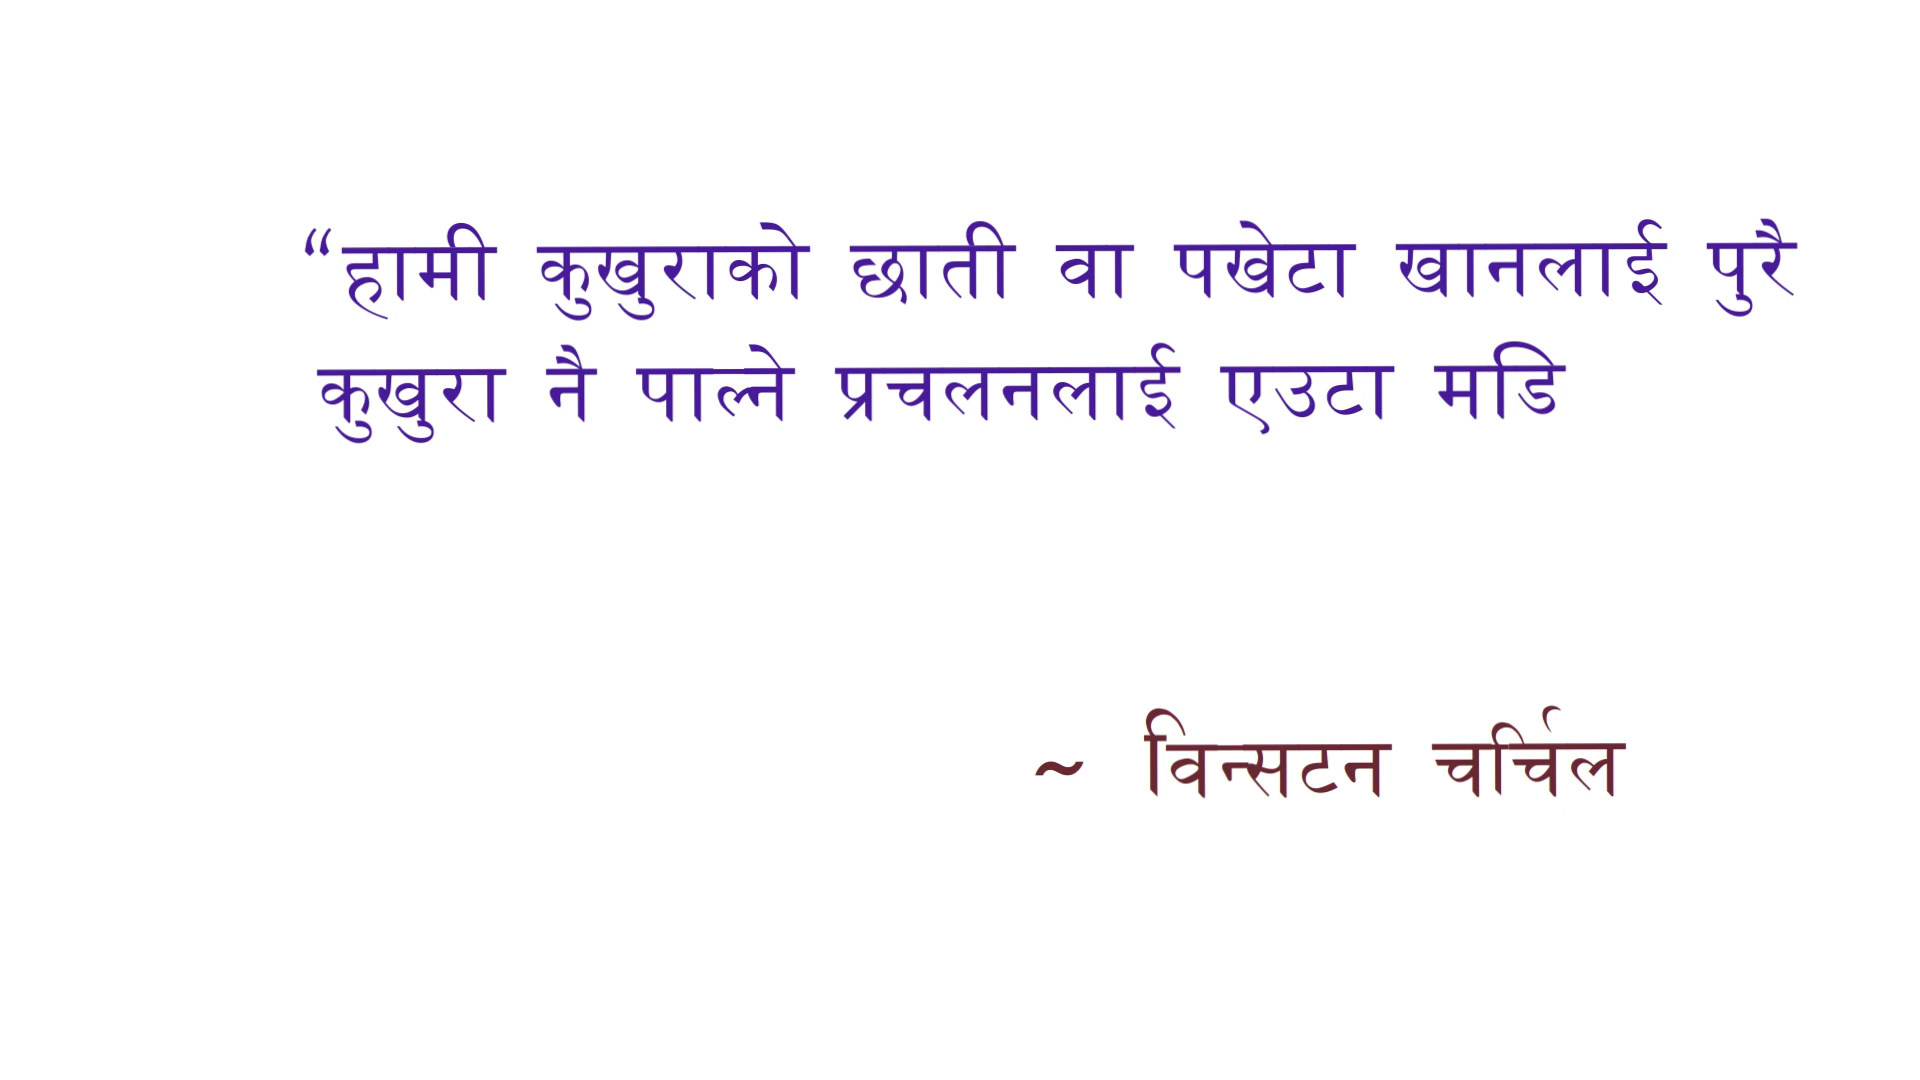 “हामी कुखुराको छाती वा पखेटा खानलाई पुरै
कुखुरा नै पाल्ने प्रचलनलाई एउटा मडि
~ विन्सटन चर्चिल